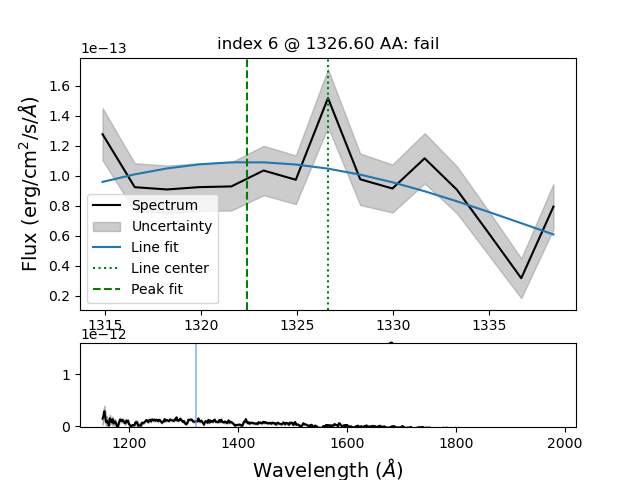 index 6 @ 1326.60 AA: fail
1e−13
Flux (erg/cm²/s/Å)
1.6
1.4
1.2
1.0
0.8
0.6
0.4
0.2
Spectrum
Uncertainty
Line fit
Line center
Peak fit
1315 1320 1325 1330 1335
1e−12
1
0
1200 1400 1600 1800 2000
Wavelength (Å)